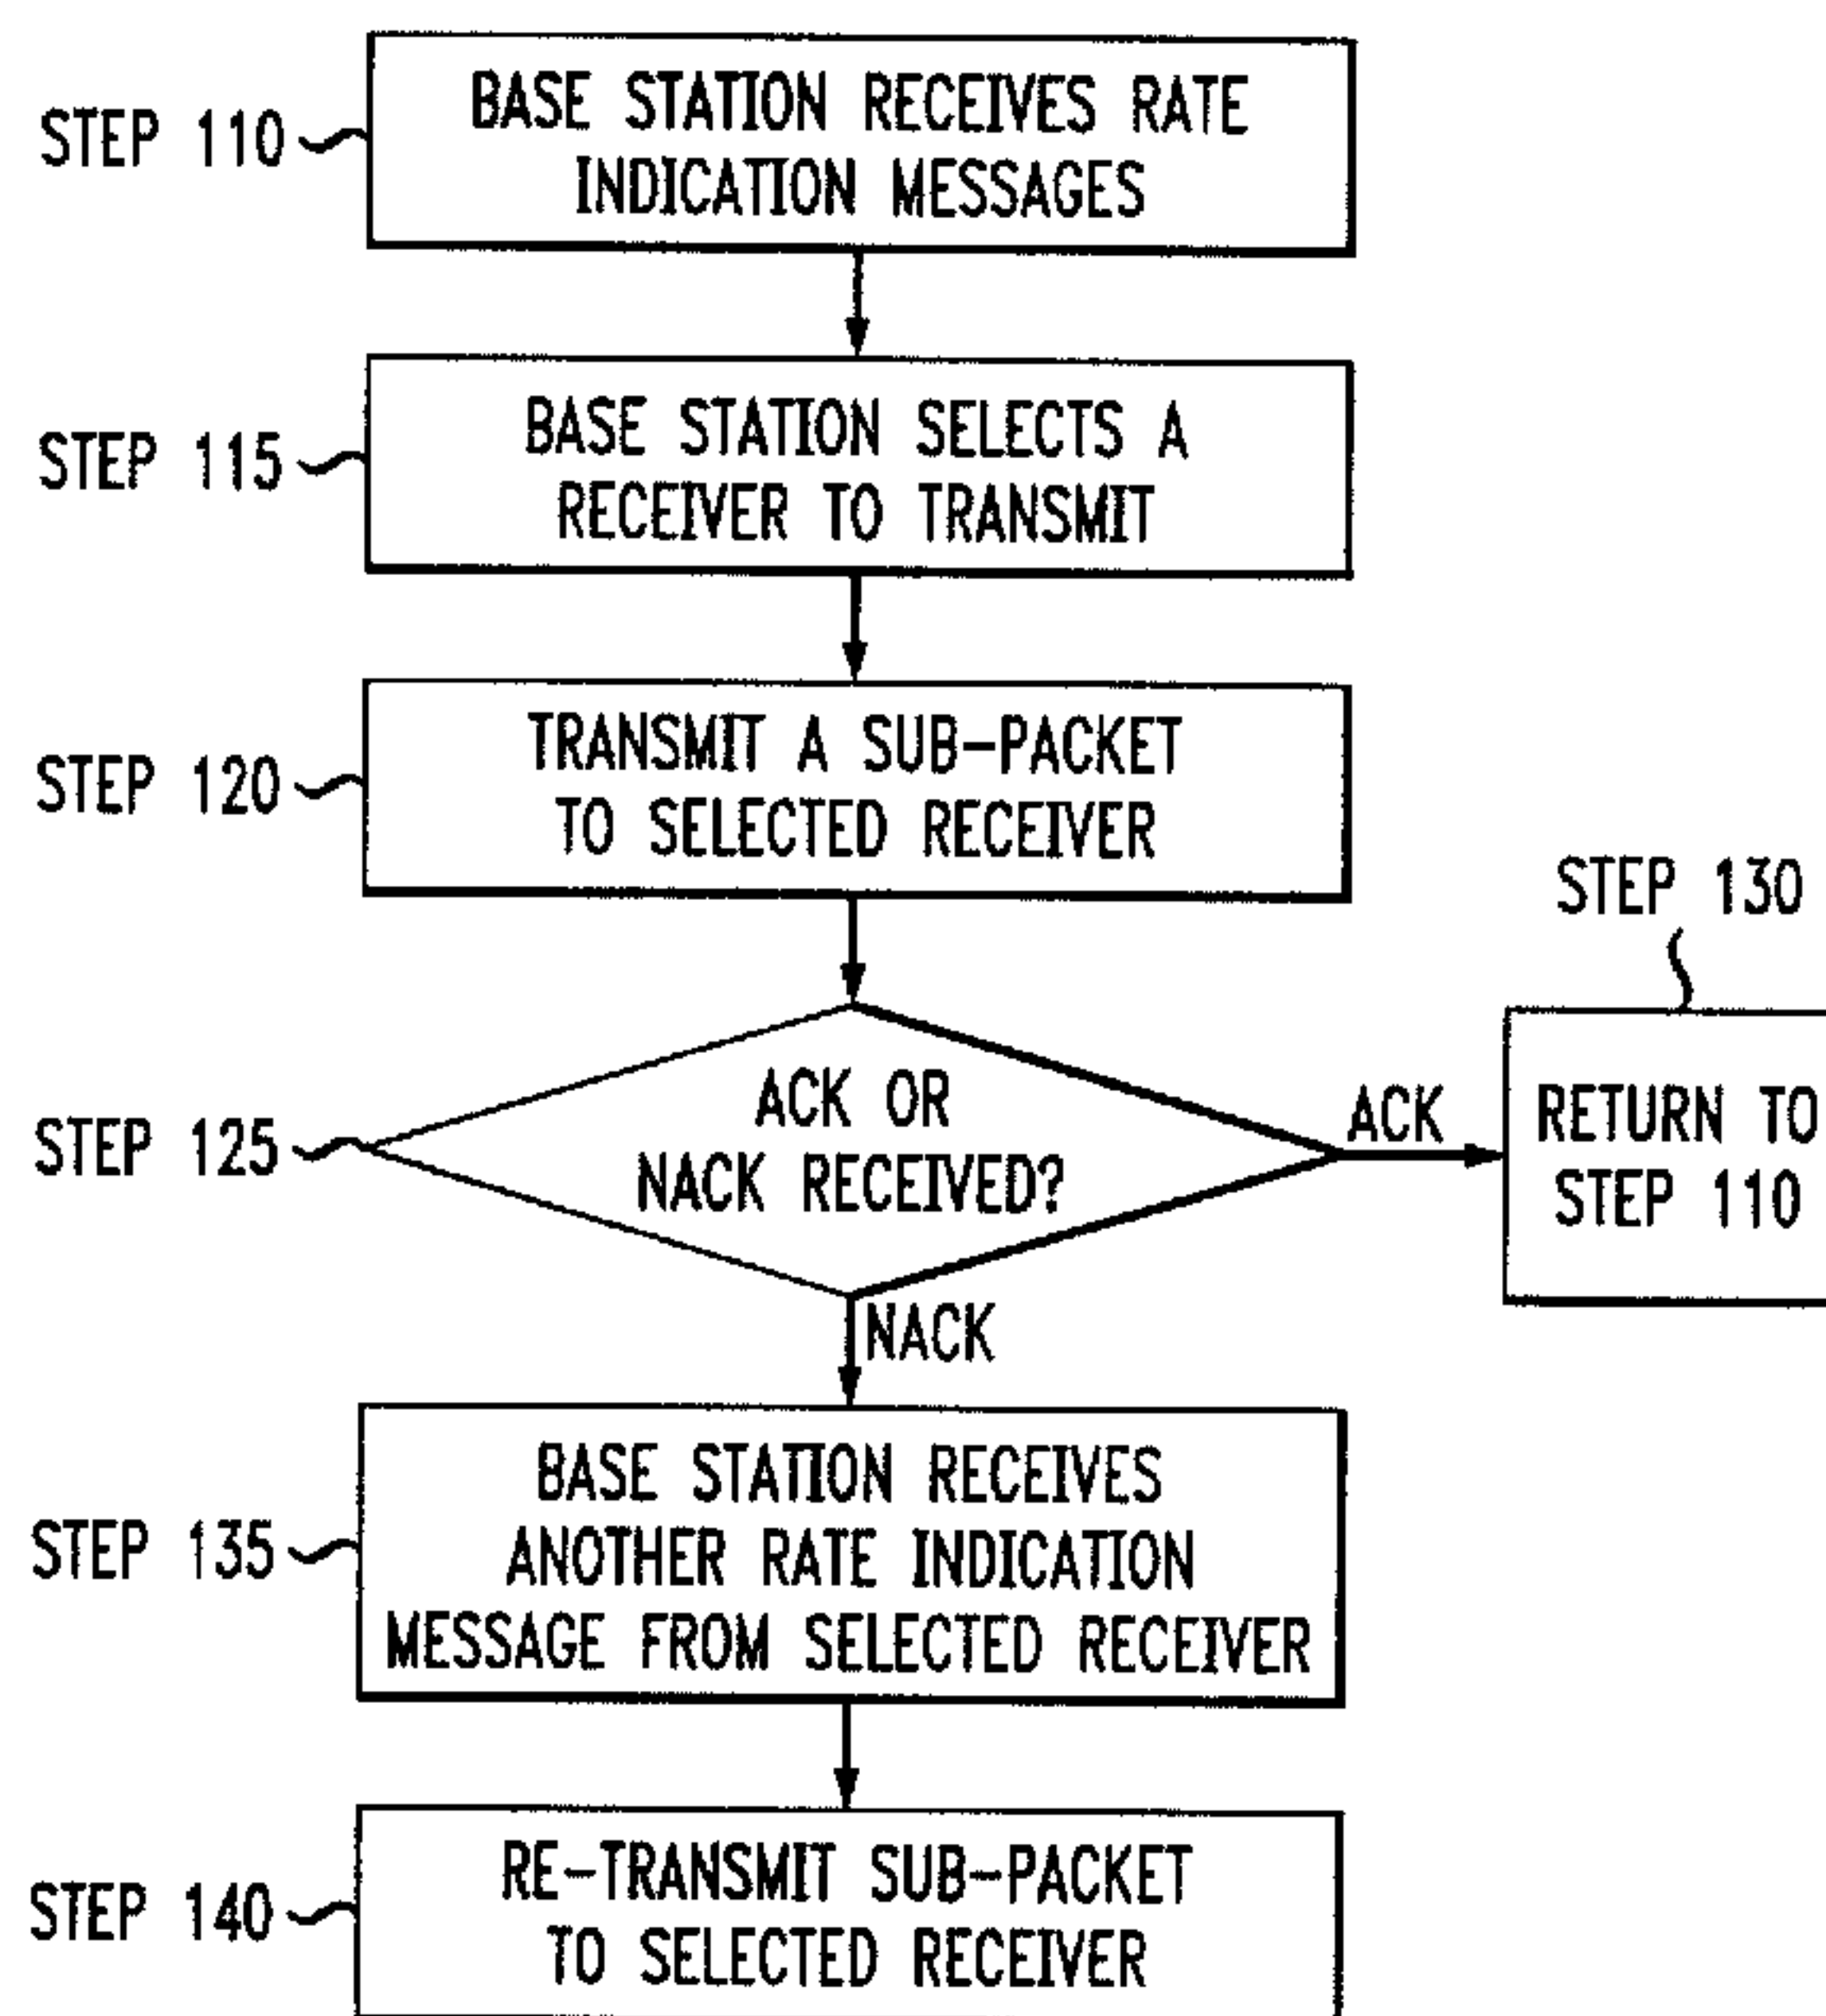 STEP 110
BASE STATION RECEIVES RATE
INDICATION MESSAGES
STEP 115
BASE STATION SELECTS A
RECEIVER TO TRANSMIT
STEP 120
TRANSMIT A SUB-PACKET
TO SELECTED RECEIVER
STEP 125
ACK OR
NACK RECEIVED?
ACK
STEP 130
RETURN TO
STEP 110
NACK
STEP 135
BASE STATION RECEIVES
ANOTHER RATE INDICATION
MESSAGE FROM SELECTED RECEIVER
STEP 140
RE-TRANSMIT SUB-PACKET
TO SELECTED RECEIVER